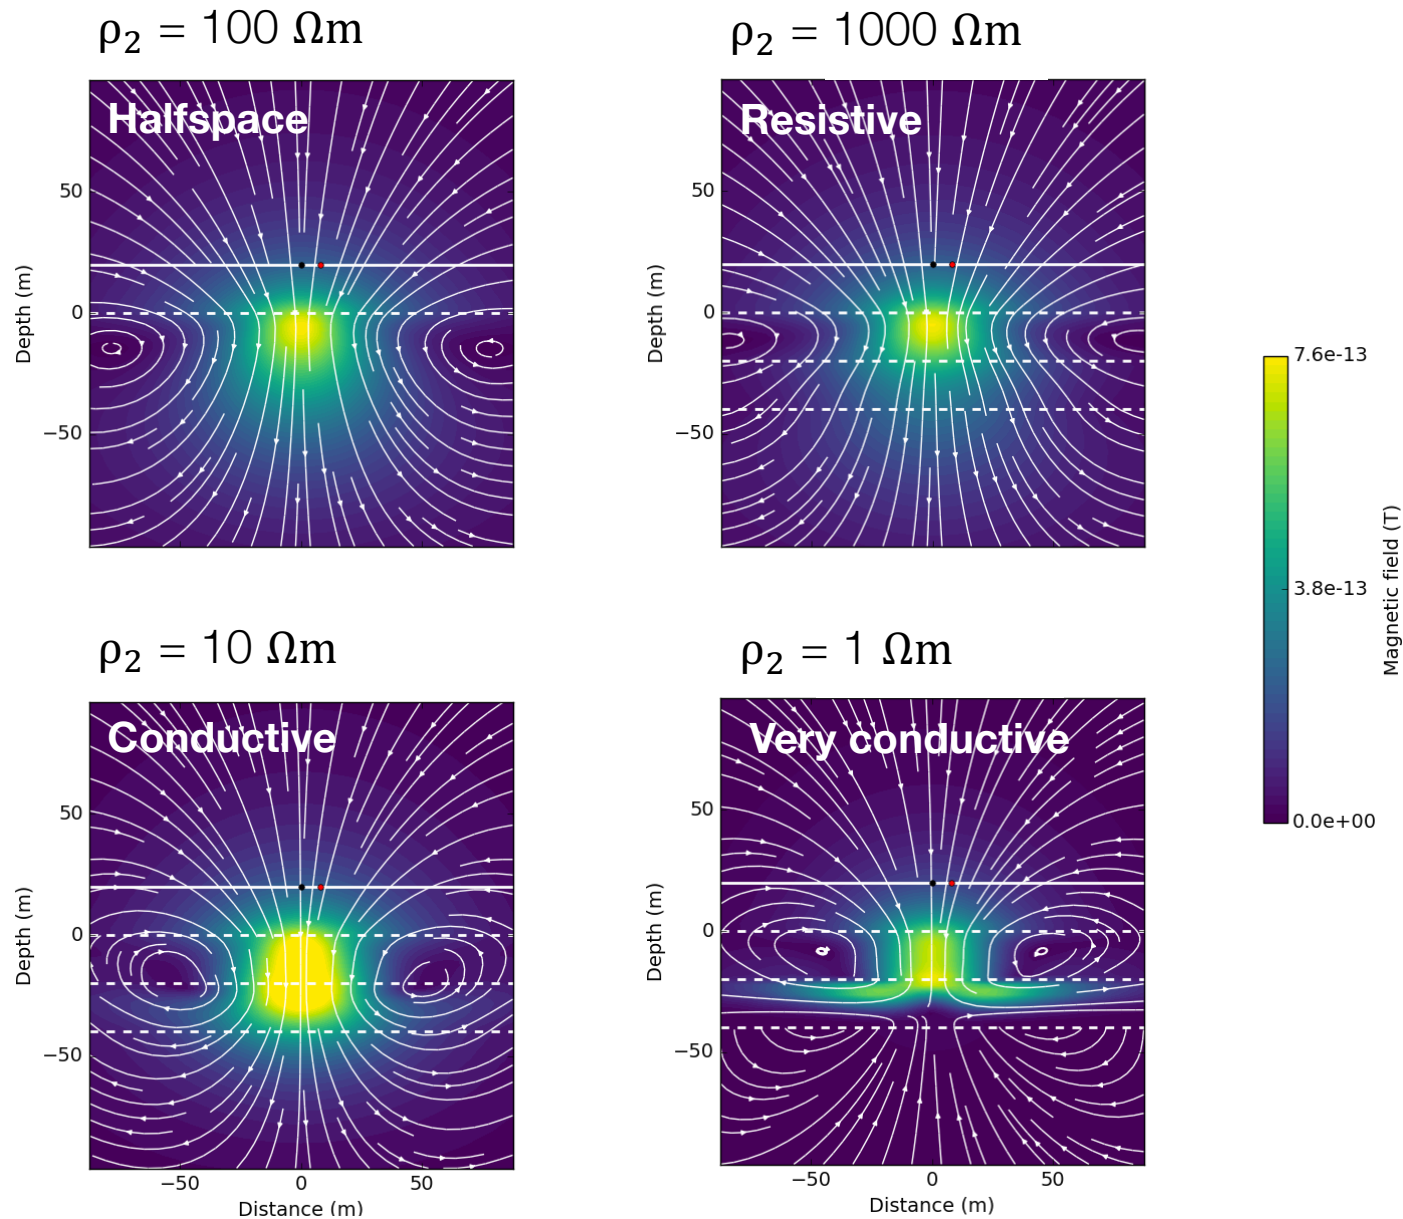 ρ₂ = 100 Ωm
ρ₂ = 1000 Ωm
Halfspace
50
0
−50
Depth (m)
Resistive
50
0
−50
Depth (m)
7.6e-13
3.8e-13
0.0e+00
Magnetic field (T)
ρ₂ = 10 Ωm
ρ₂ = 1 Ωm
Conductive
50
0
−50
Depth (m)
−50 0 50
Distance (m)
Very conductive
50
0
−50
Depth (m)
−50 0 50
Distance (m)